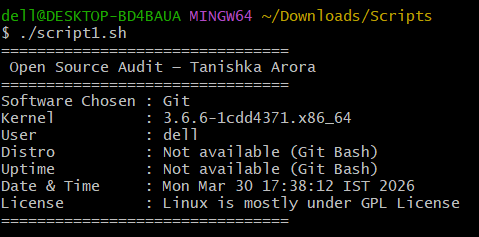 dell@DESKTOP-BD4BAUA MINGW64 ~/Downloads/Scripts
$ ./script1.sh
================================
 Open Source Audit – Tanishka Arora
================================
Software Chosen : Git
Kernel          : 3.6.6-1cdd4371.x86_64
User            : dell
Distro          : Not available (Git Bash)
Uptime          : Not available (Git Bash)
Date & Time     : Mon Mar 30 17:38:12 IST 2026
License         : Linux is mostly under GPL License
================================